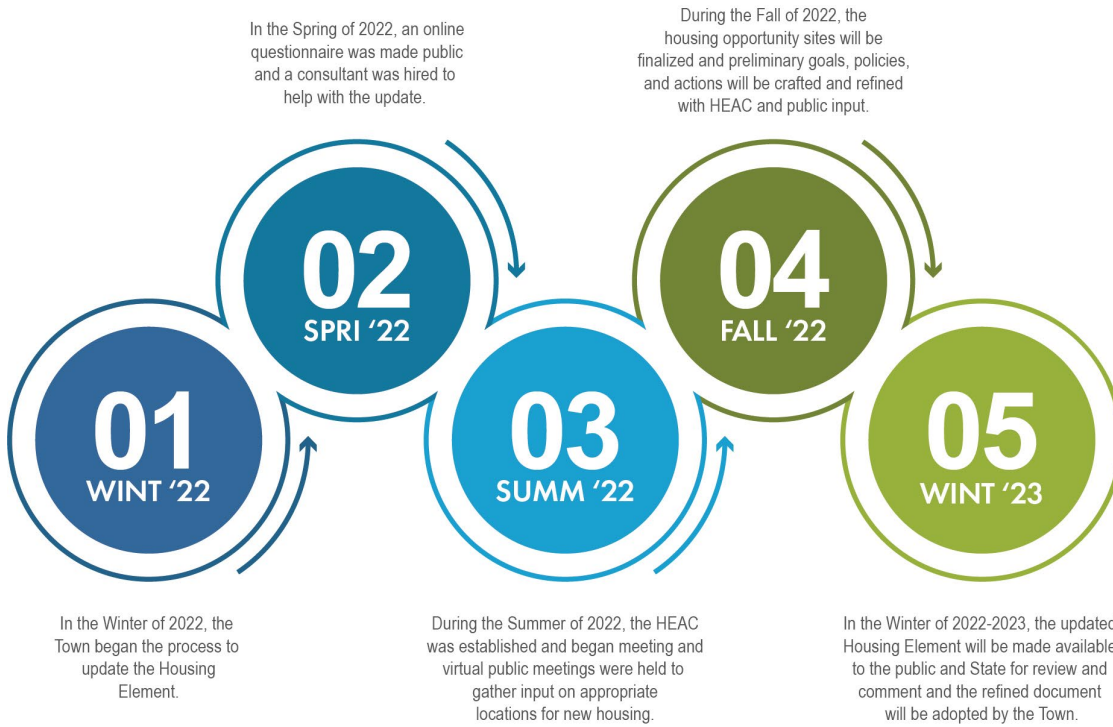 In the Spring of 2022, an online
questionnaire was made public
and a consultant was hired to
help with the update.
During the Fall of 2022, the
housing opportunity sites will be
finalized and preliminary goals, policies,
and actions will be crafted and refined
with HEAC and public input.
01
WINT ‘22
02
SPRI ‘22
03
SUMM ‘22
04
FALL ‘22
05
WINT ‘23
In the Winter of 2022, the
Town began the process to
update the Housing
Element.
During the Summer of 2022, the HEAC
was established and began meeting and
virtual public meetings were held to
gather input on appropriate
locations for new housing.
In the Winter of 2022-2023, the updated
Housing Element will be made available
to the public and State for review and
comment and the refined document
will be adopted by the Town.